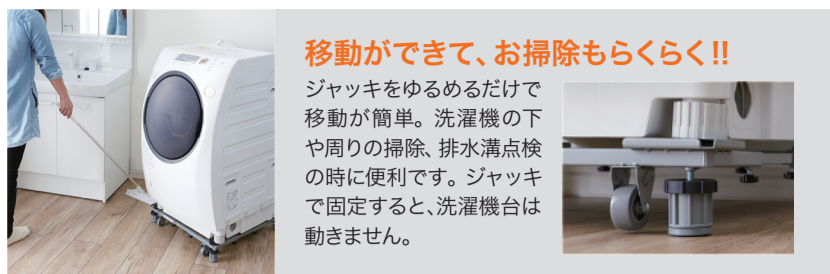 移動ができて、お掃除もらくらく!!
ジャッキをゆるめるだけで
移動が簡単。洗濯機の下
や周りの掃除、排水溝点検
の時に便利です。ジャッキ
で固定すると、洗濯機台は
動きません。